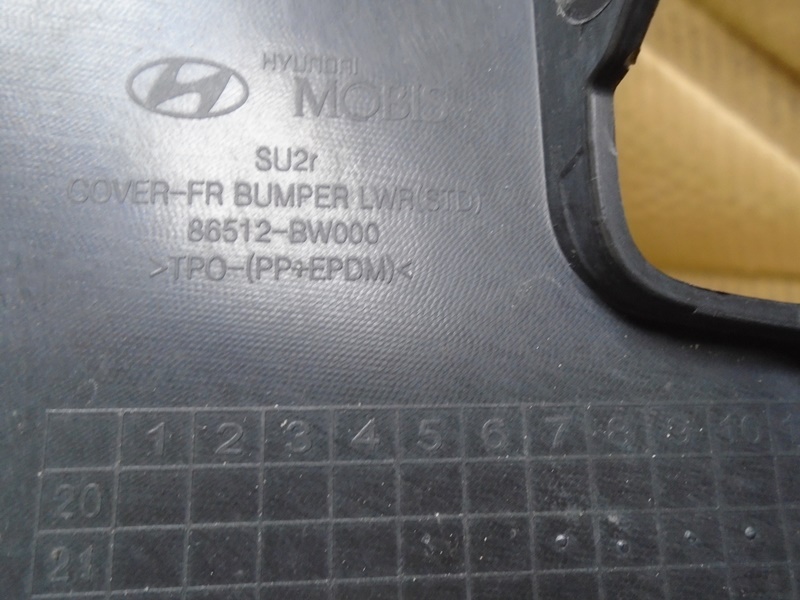 HYUNDAI
MOBIS
SU2r
COVER-FR BUMPER LWR(STD)
86512-BW000
>TPO-(PP+EPDM)<
1 2 3 4 5 6 7 8 9 10
20
21